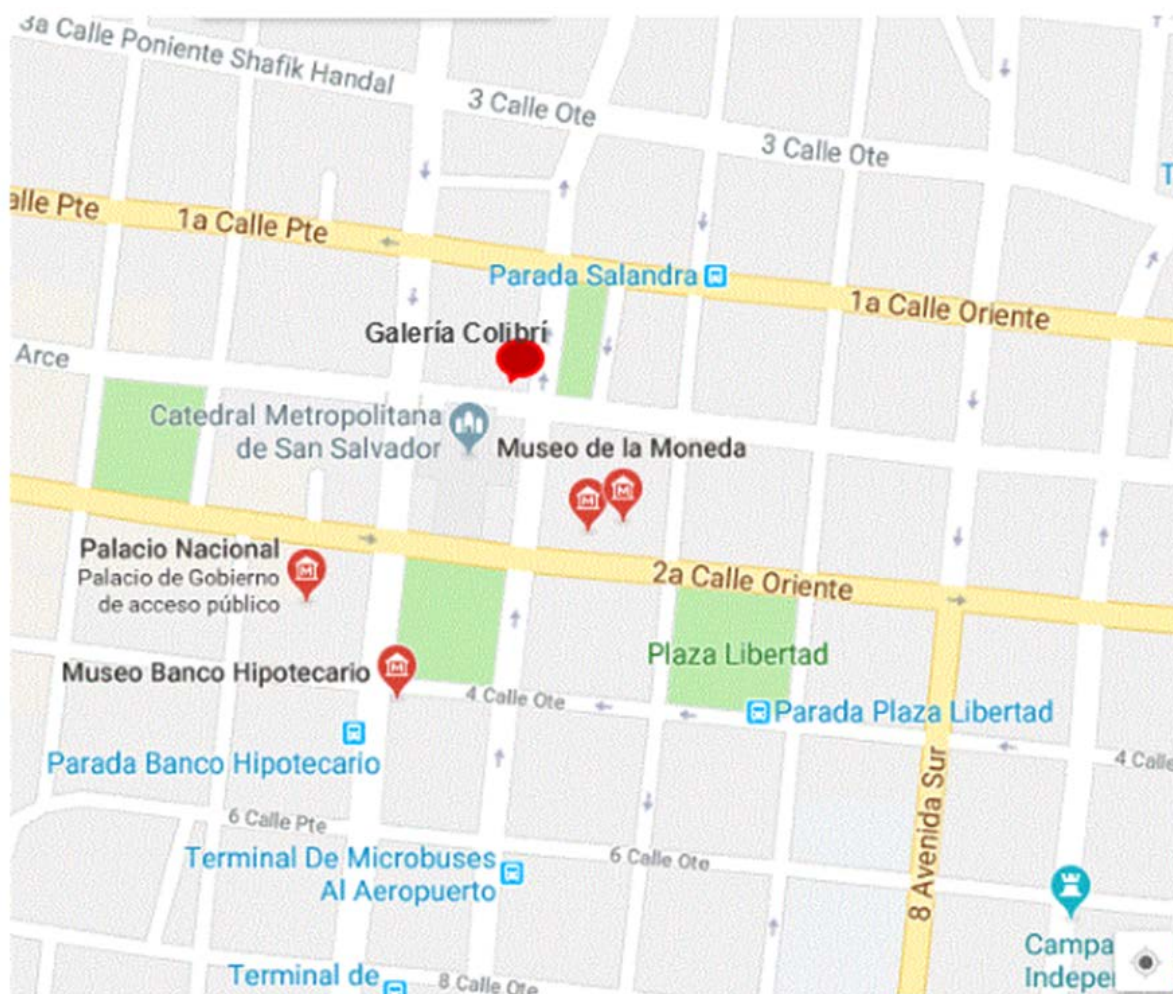 3a Calle Poniente Shafik Handal
3 Calle Ote
3 Calle Ote
T
alle Pte
1a Calle Pte
Parada Salandra
1a Calle Oriente
Galería Colibrí
Arce
Catedral Metropolitana
de San Salvador
Museo de la Moneda
Palacio Nacional
Palacio de Gobierno
de acceso público
2a Calle Oriente
Plaza Libertad
Museo Banco Hipotecario
4 Calle Ote
Parada Plaza Libertad
4 Calle
Parada Banco Hipotecario
8 Avenida Sur
6 Calle Pte
Terminal De Microbuses
Al Aeropuerto
6 Calle Ote
Campa
Indeper
Terminal de
8 Calle Ote